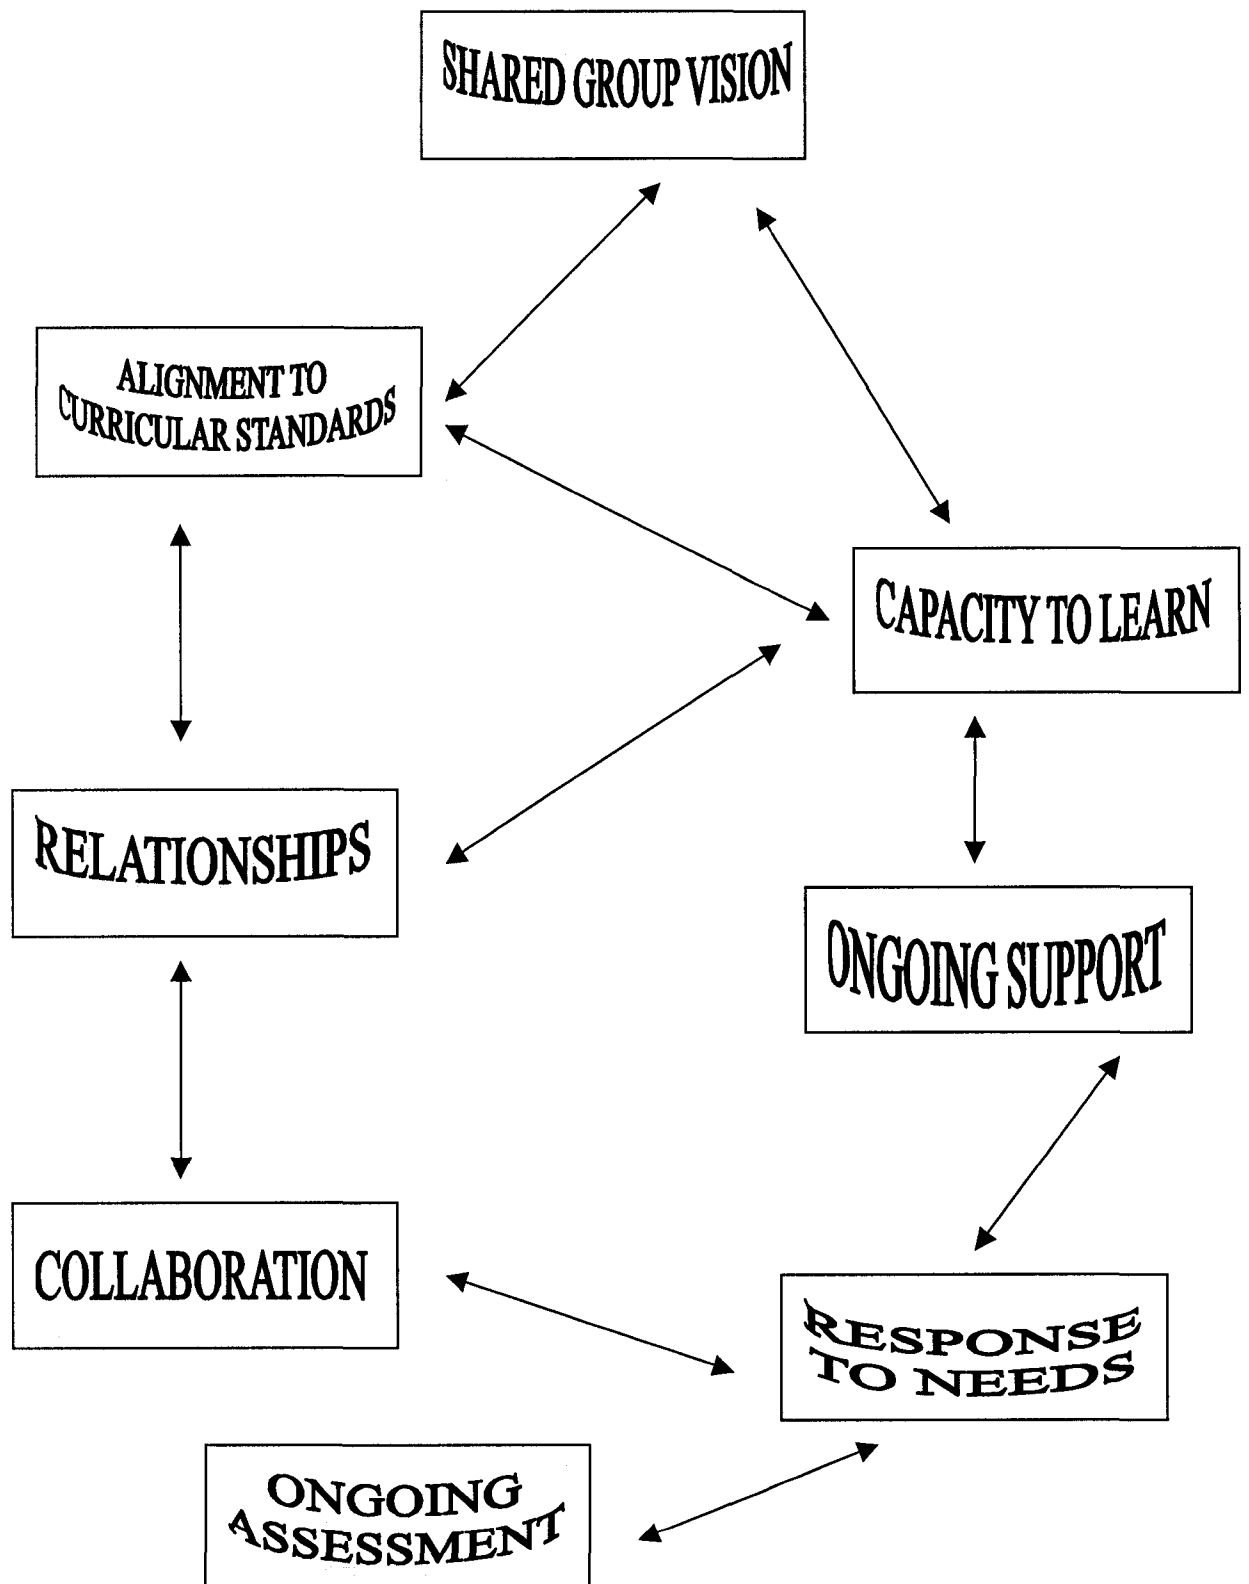 SHARED GROUP VISION
ALIGNMENT TO
CURRICULAR STANDARDS
CAPACITY TO LEARN
RELATIONSHIPS
ONGOING SUPPORT
COLLABORATION
RESPONSE
TO NEEDS
ONGOING
ASSESSMENT